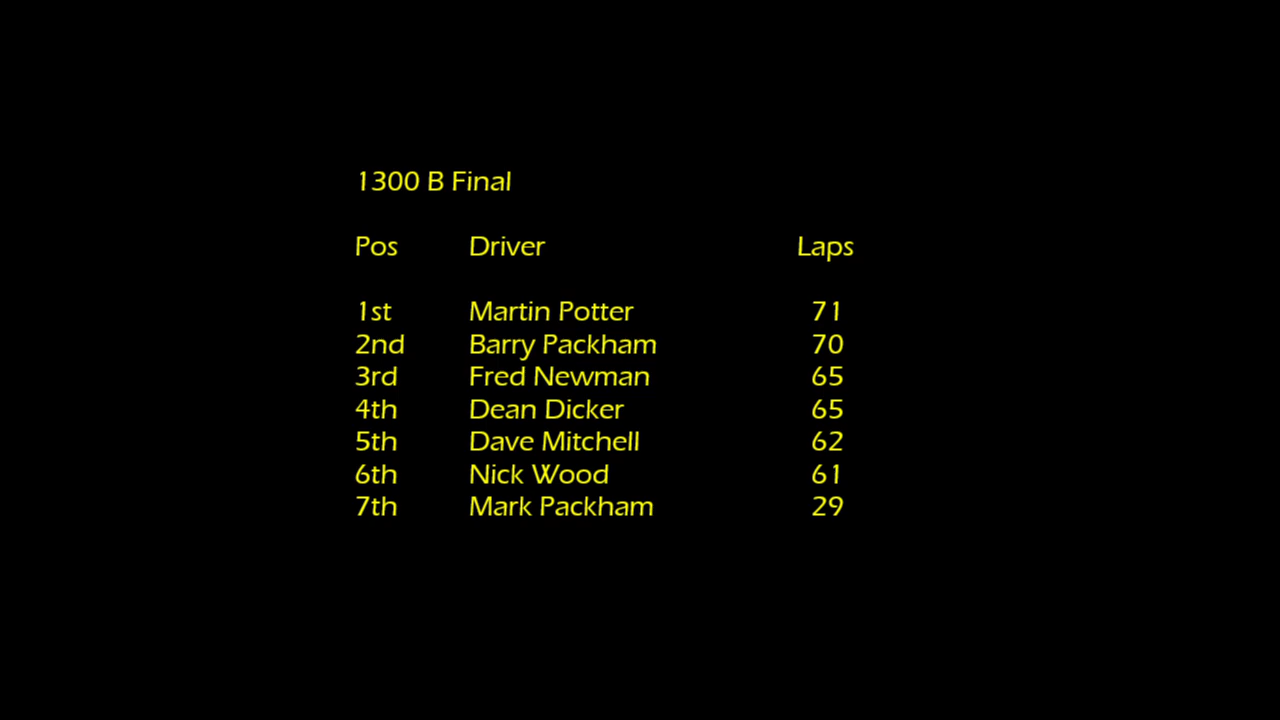 1300 B Final
Pos Driver Laps
1st Martin Potter 71
2nd Barry Packham 70
3rd Fred Newman 65
4th Dean Dicker 65
5th Dave Mitchell 62
6th Nick Wood 61
7th Mark Packham 29